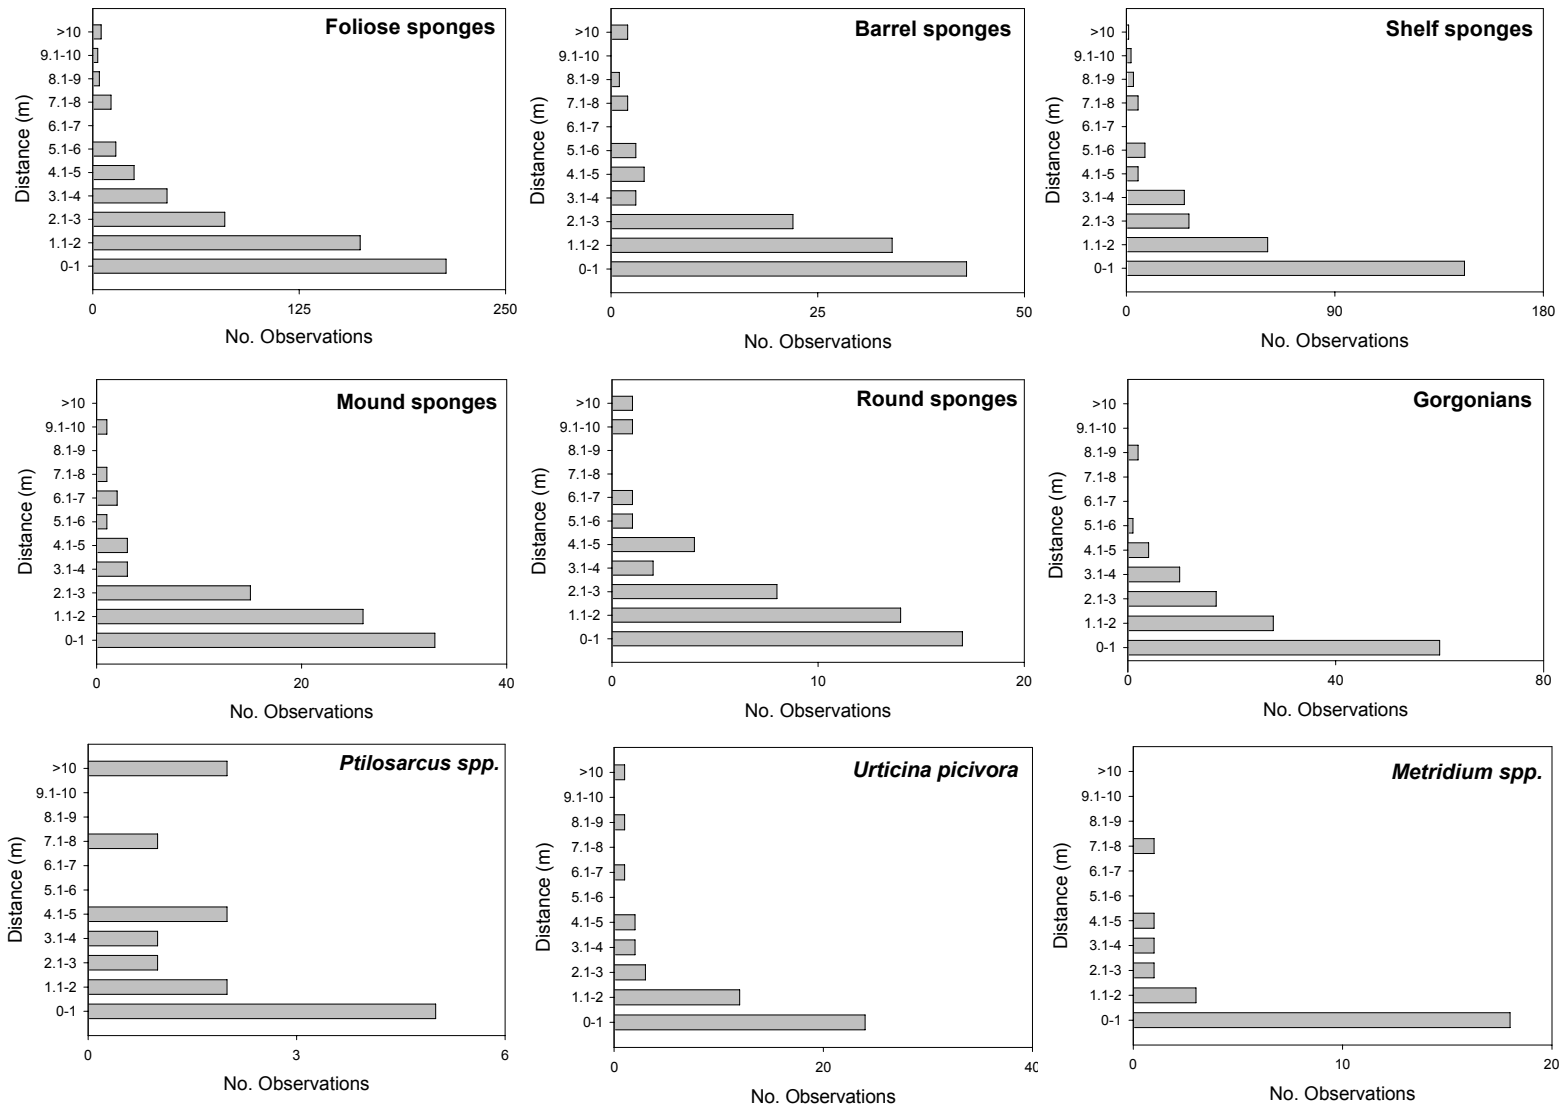 Foliose sponges
Distance (m)
>10
9.1-10
8.1-9
7.1-8
6.1-7
5.1-6
4.1-5
3.1-4
2.1-3
1.1-2
0-1
0 125 250
No. Observations
Barrel sponges
Distance (m)
>10
9.1-10
8.1-9
7.1-8
6.1-7
5.1-6
4.1-5
3.1-4
2.1-3
1.1-2
0-1
0 25 50
No. Observations
Shelf sponges
Distance (m)
>10
9.1-10
8.1-9
7.1-8
6.1-7
5.1-6
4.1-5
3.1-4
2.1-3
1.1-2
0-1
0 90 180
No. Observations
Mound sponges
Distance (m)
>10
9.1-10
8.1-9
7.1-8
6.1-7
5.1-6
4.1-5
3.1-4
2.1-3
1.1-2
0-1
0 20 40
No. Observations
Round sponges
Distance (m)
>10
9.1-10
8.1-9
7.1-8
6.1-7
5.1-6
4.1-5
3.1-4
2.1-3
1.1-2
0-1
0 10 20
No. Observations
Gorgonians
Distance (m)
>10
9.1-10
8.1-9
7.1-8
6.1-7
5.1-6
4.1-5
3.1-4
2.1-3
1.1-2
0-1
0 40 80
No. Observations
Ptilosarcus spp.
Distance (m)
>10
9.1-10
8.1-9
7.1-8
6.1-7
5.1-6
4.1-5
3.1-4
2.1-3
1.1-2
0-1
0 3 6
No. Observations
Urticina picivora
Distance (m)
>10
9.1-10
8.1-9
7.1-8
6.1-7
5.1-6
4.1-5
3.1-4
2.1-3
1.1-2
0-1
0 20 40
No. Observations
Metridium spp.
Distance (m)
>10
9.1-10
8.1-9
7.1-8
6.1-7
5.1-6
4.1-5
3.1-4
2.1-3
1.1-2
0-1
0 10 20
No. Observations